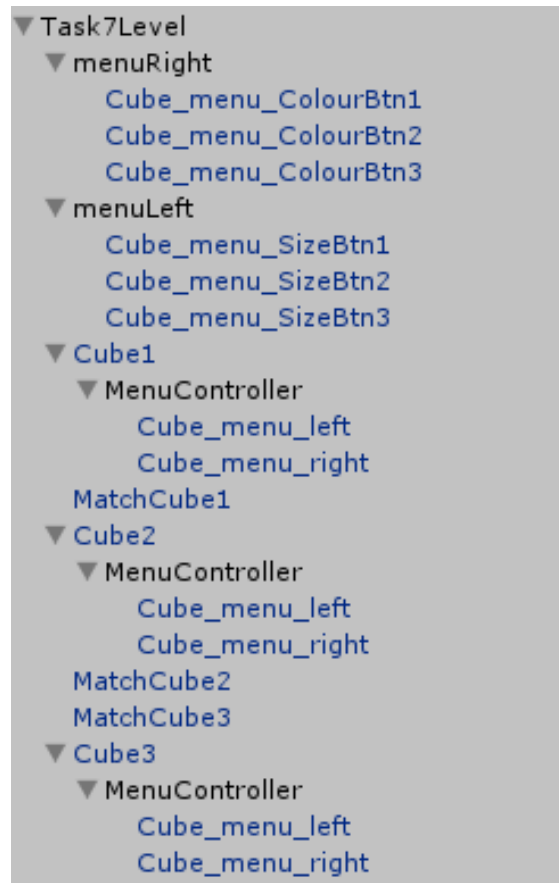 Task7Level
menuRight
Cube_menu_ColourBtn1
Cube_menu_ColourBtn2
Cube_menu_ColourBtn3
menuLeft
Cube_menu_SizeBtn1
Cube_menu_SizeBtn2
Cube_menu_SizeBtn3
Cube1
MenuController
Cube_menu_left
Cube_menu_right
MatchCube1
Cube2
MenuController
Cube_menu_left
Cube_menu_right
MatchCube2
MatchCube3
Cube3
MenuController
Cube_menu_left
Cube_menu_right